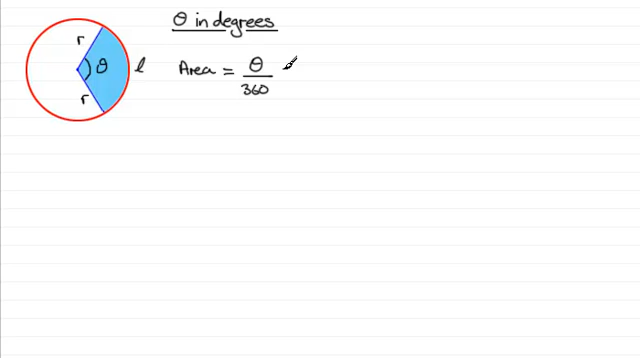 θ in degrees
r
θ
l
r
Area = θ/360